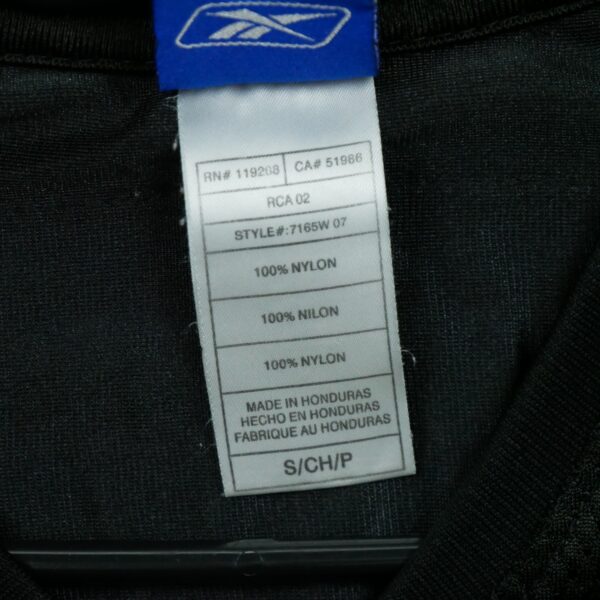 RN# 119268 CA# 51986
RCA 02
STYLE#:7165W 07
100% NYLON
100% NILON
100% NYLON
MADE IN HONDURAS
HECHO EN HONDURAS
FABRIQUE AU HONDURAS
S/CH/P